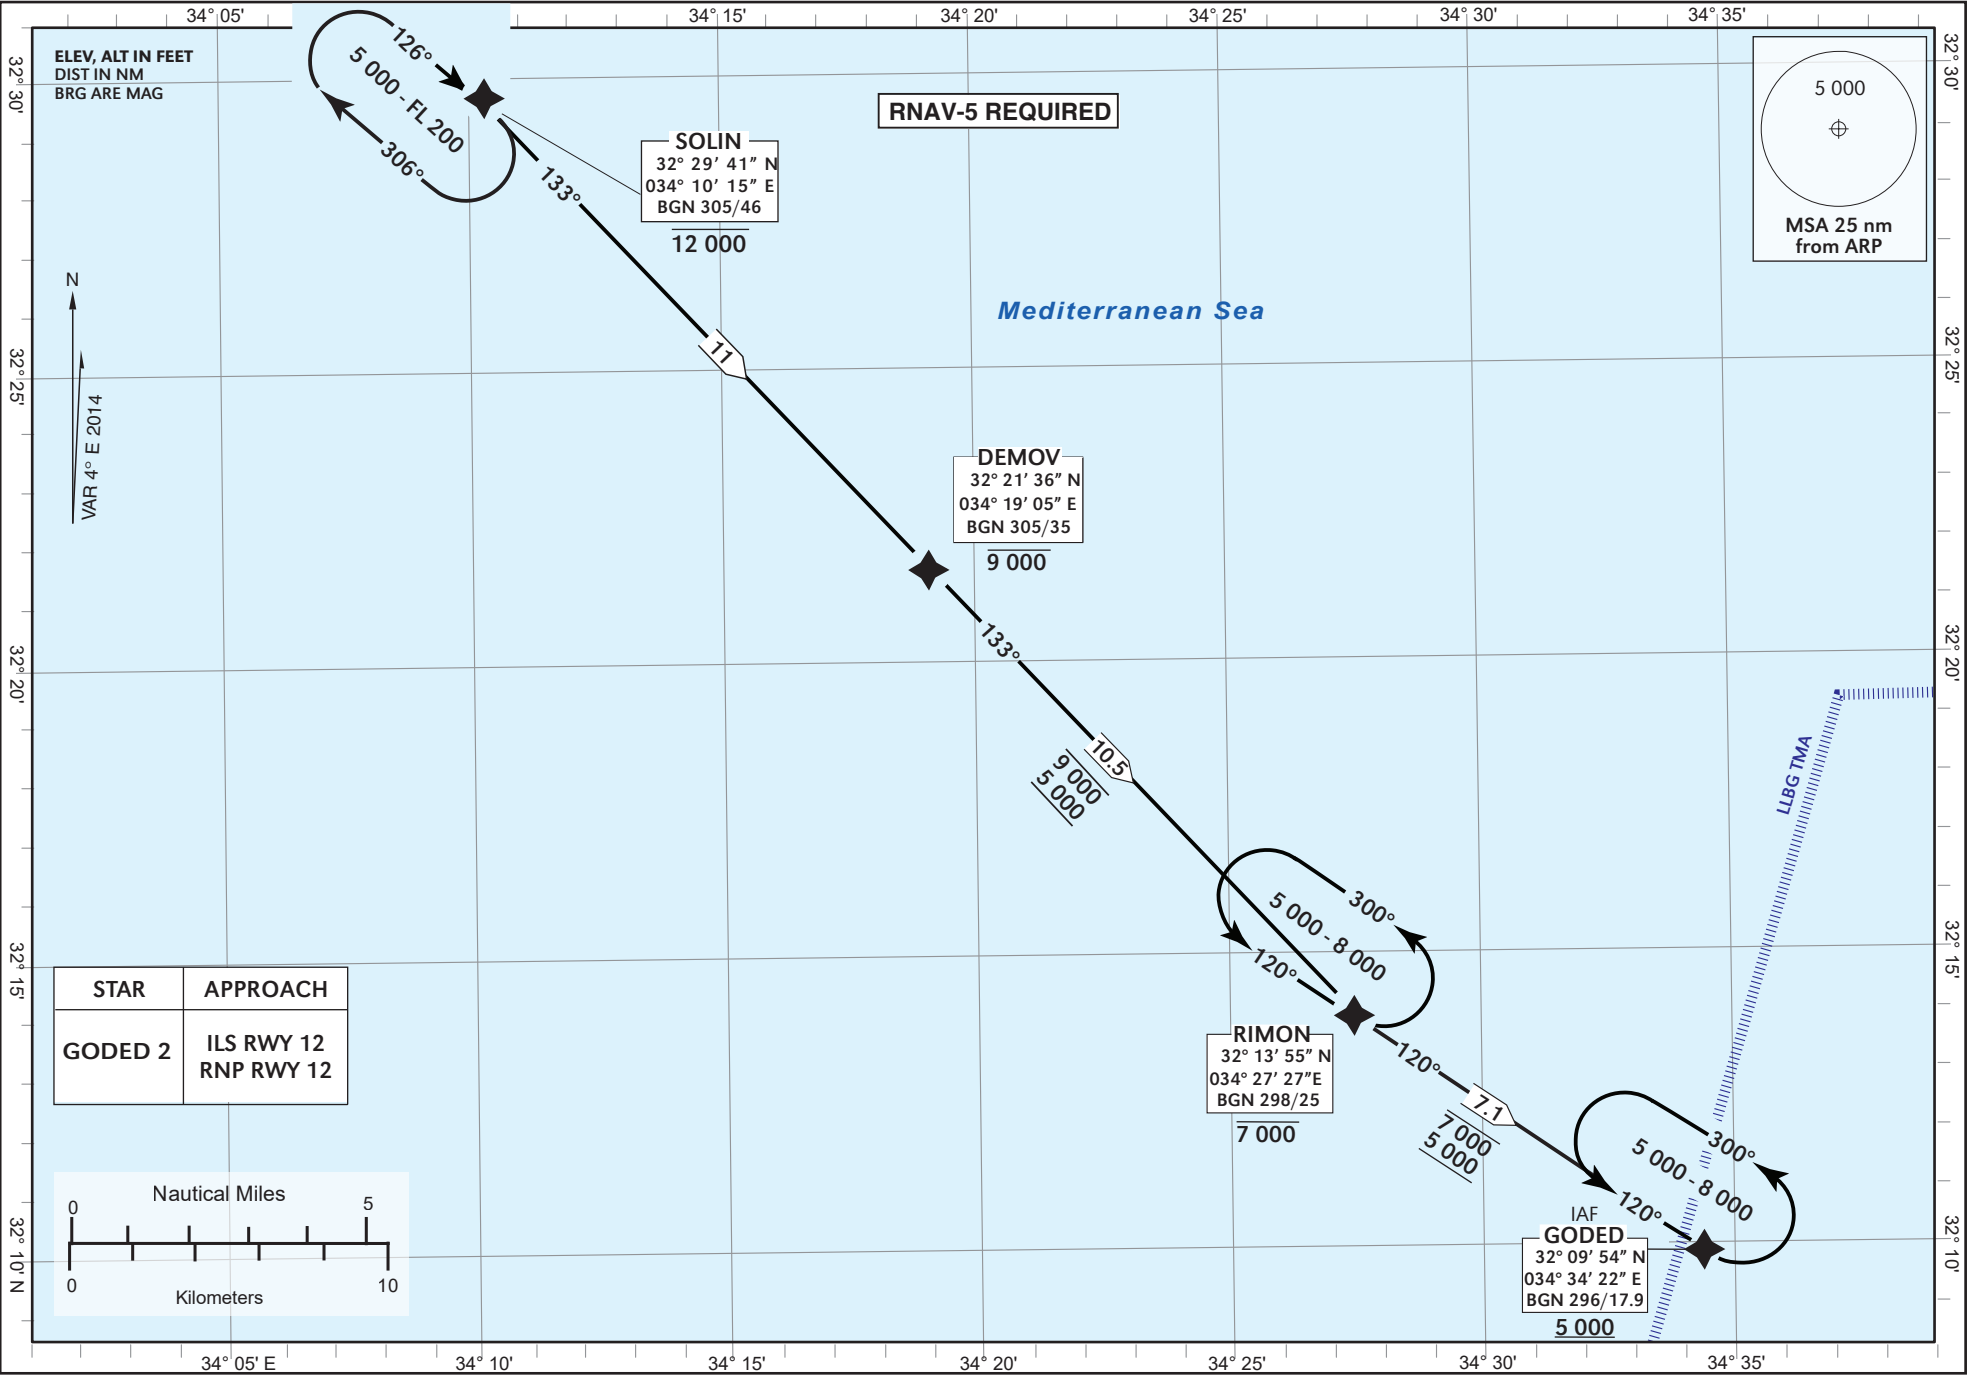 34° 05'
34° 15'
34° 20'
34° 25'
34° 30'
34° 35'
32° 30'
32° 25'
32° 20'
32° 15'
32° 10' N
ELEV, ALT IN FEET
DIST IN NM
BRG ARE MAG
126°
5 000 - FL 200
306°
133°
SOLIN
32° 29’ 41” N
034° 10’ 15” E
BGN 305/46
12 000
RNAV-5 REQUIRED
5 000
MSA 25 nm
from ARP
32° 30'
32° 25'
32° 20'
32° 15'
32° 10'
N
VAR 4° E 2014
Mediterranean Sea
11
DEMOV
32° 21’ 36” N
034° 19’ 05” E
BGN 305/35
9 000
133°
10.5
9 000
5 000
LLBG TMA
300°
5 000 - 8 000
120°
RIMON
32° 13’ 55” N
034° 27’ 27”E
BGN 298/25
7 000
120°
7.1
7 000
5 000
300°
5 000 - 8 000
120°
IAF
GODED
32° 09’ 54” N
034° 34’ 22” E
BGN 296/17.9
5 000
STAR APPROACH
GODED 2
ILS RWY 12
RNP RWY 12
Nautical Miles
0 5
0 10
Kilometers
34° 05' E
34° 10'
34° 15'
34° 20'
34° 25'
34° 30'
34° 35'